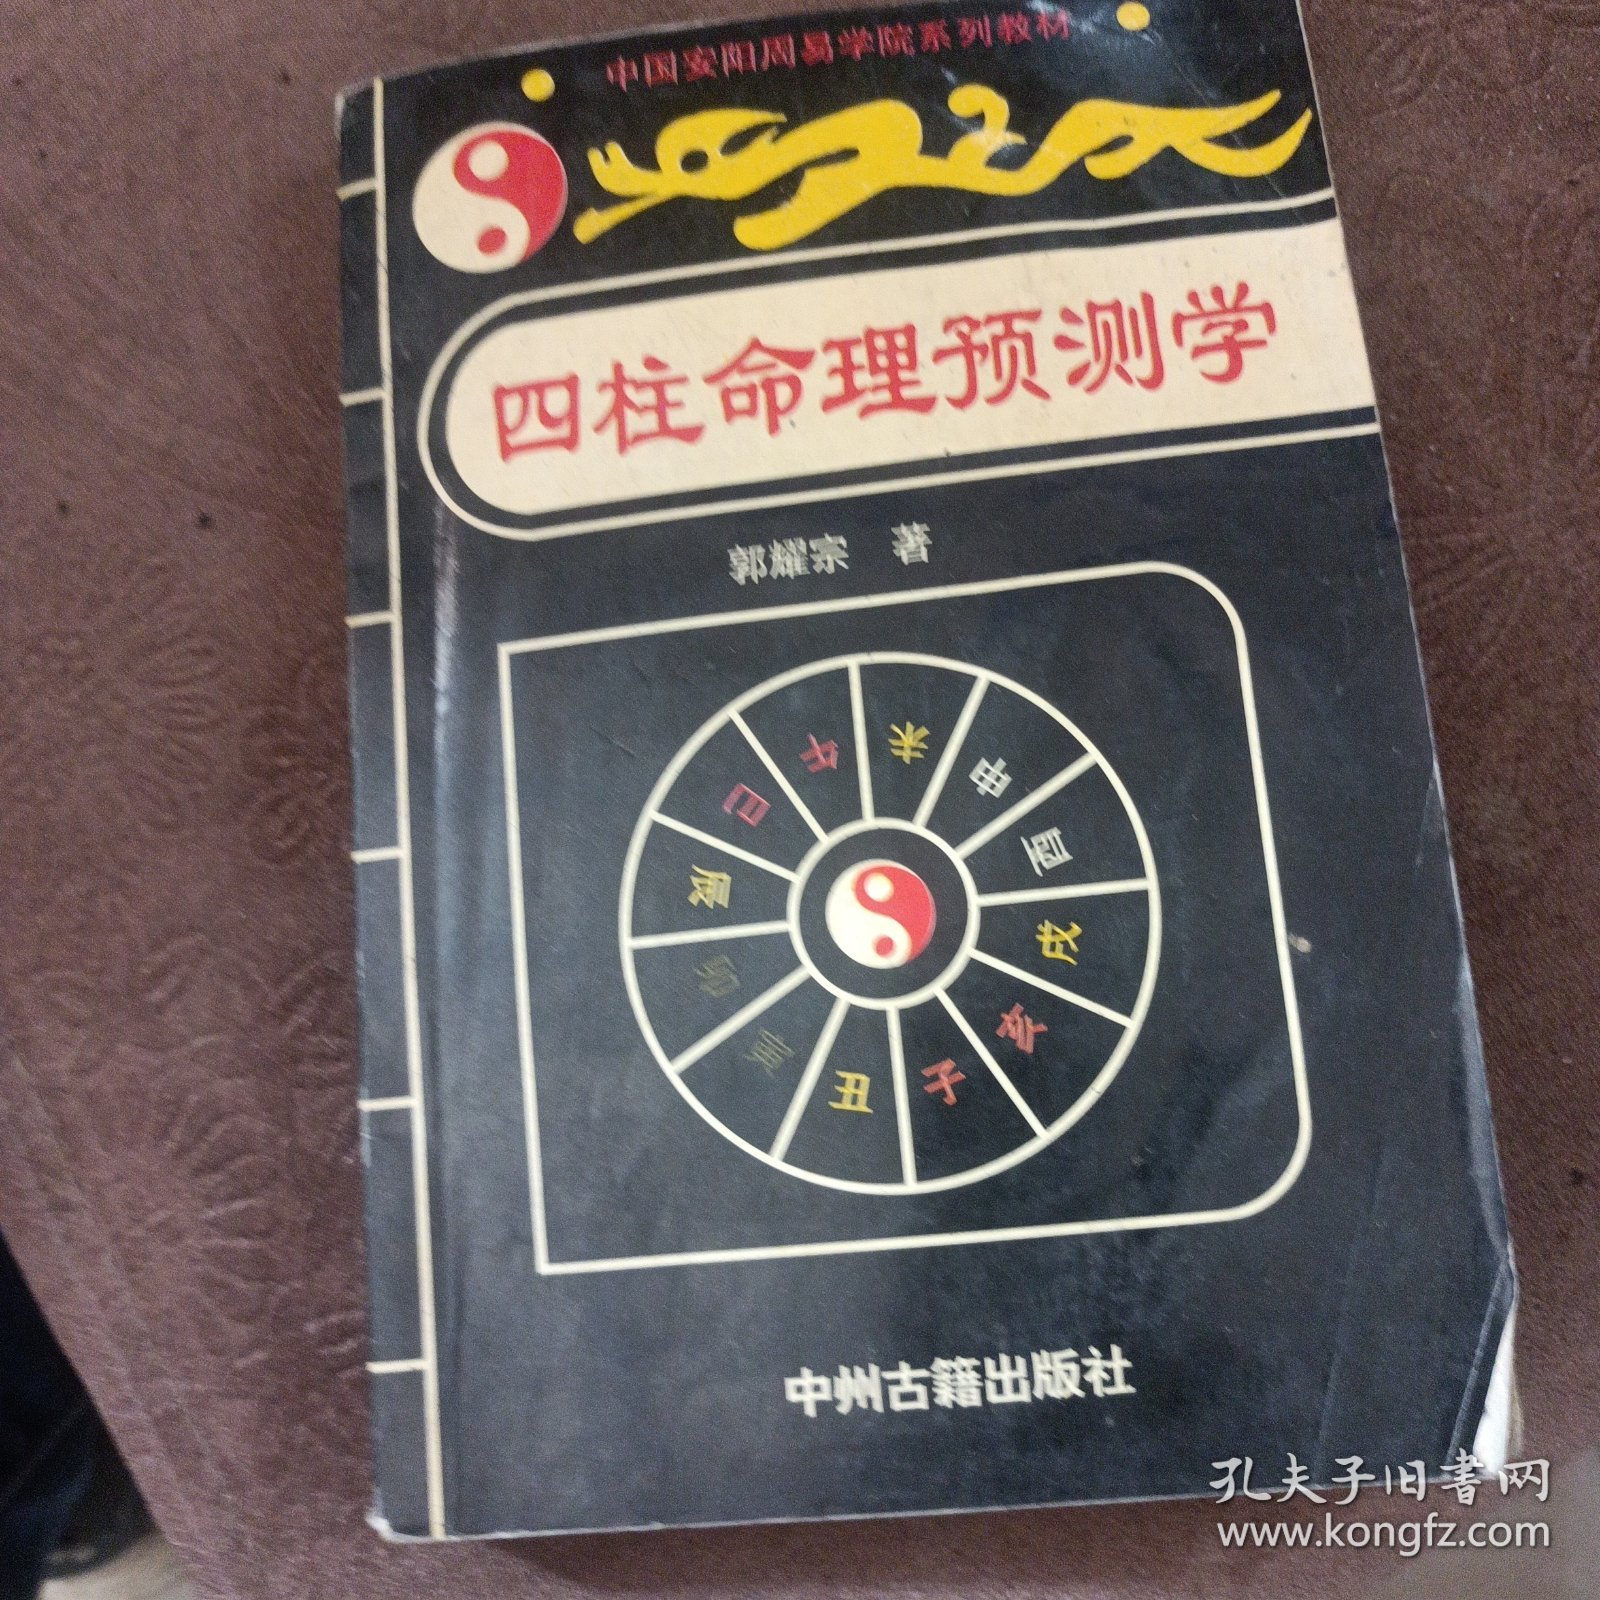 中国安阳周易学院系列教材
四柱命理预测学
郭耀宗 著
未
申
酉
戌
亥
子
丑
寅
卯
辰
巳
午
中州古籍出版社
孔夫子旧书网
www.kongfz.com